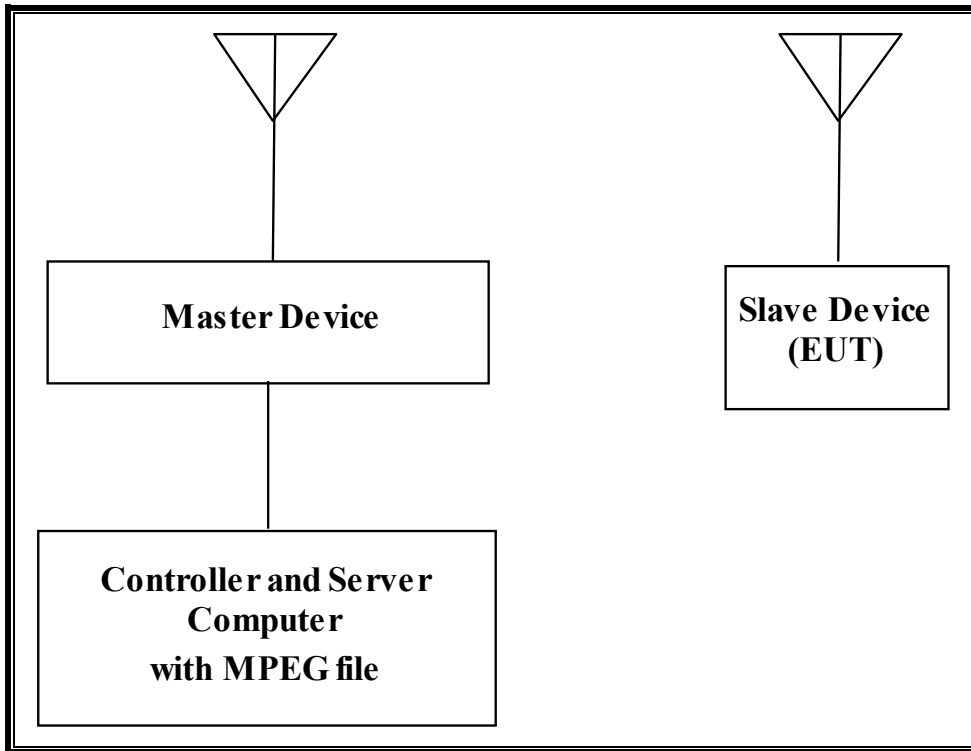 Master Device
Slave Device
(EUT)
Controller and Server
Computer
with MPEG file